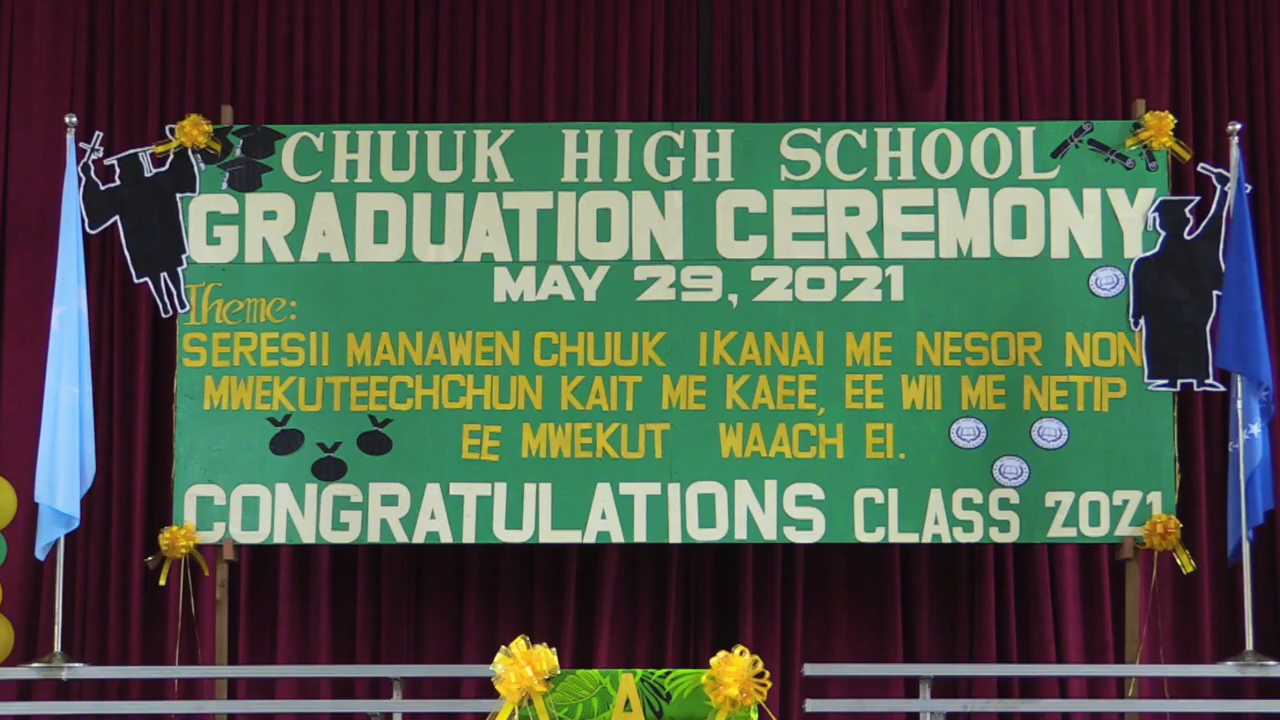 CHUUK HIGH SCHOOL
GRADUATION CEREMONY
MAY 29, 2021
Theme:
SERESII MANAWEN CHUUK IKANAI ME NESOR NON
MWEKUTEECHCHUN KAIT ME KAEE, EE WII ME NETIP
EE MWEKUT WAACH EI.
CONGRATULATIONS CLASS 2021
A